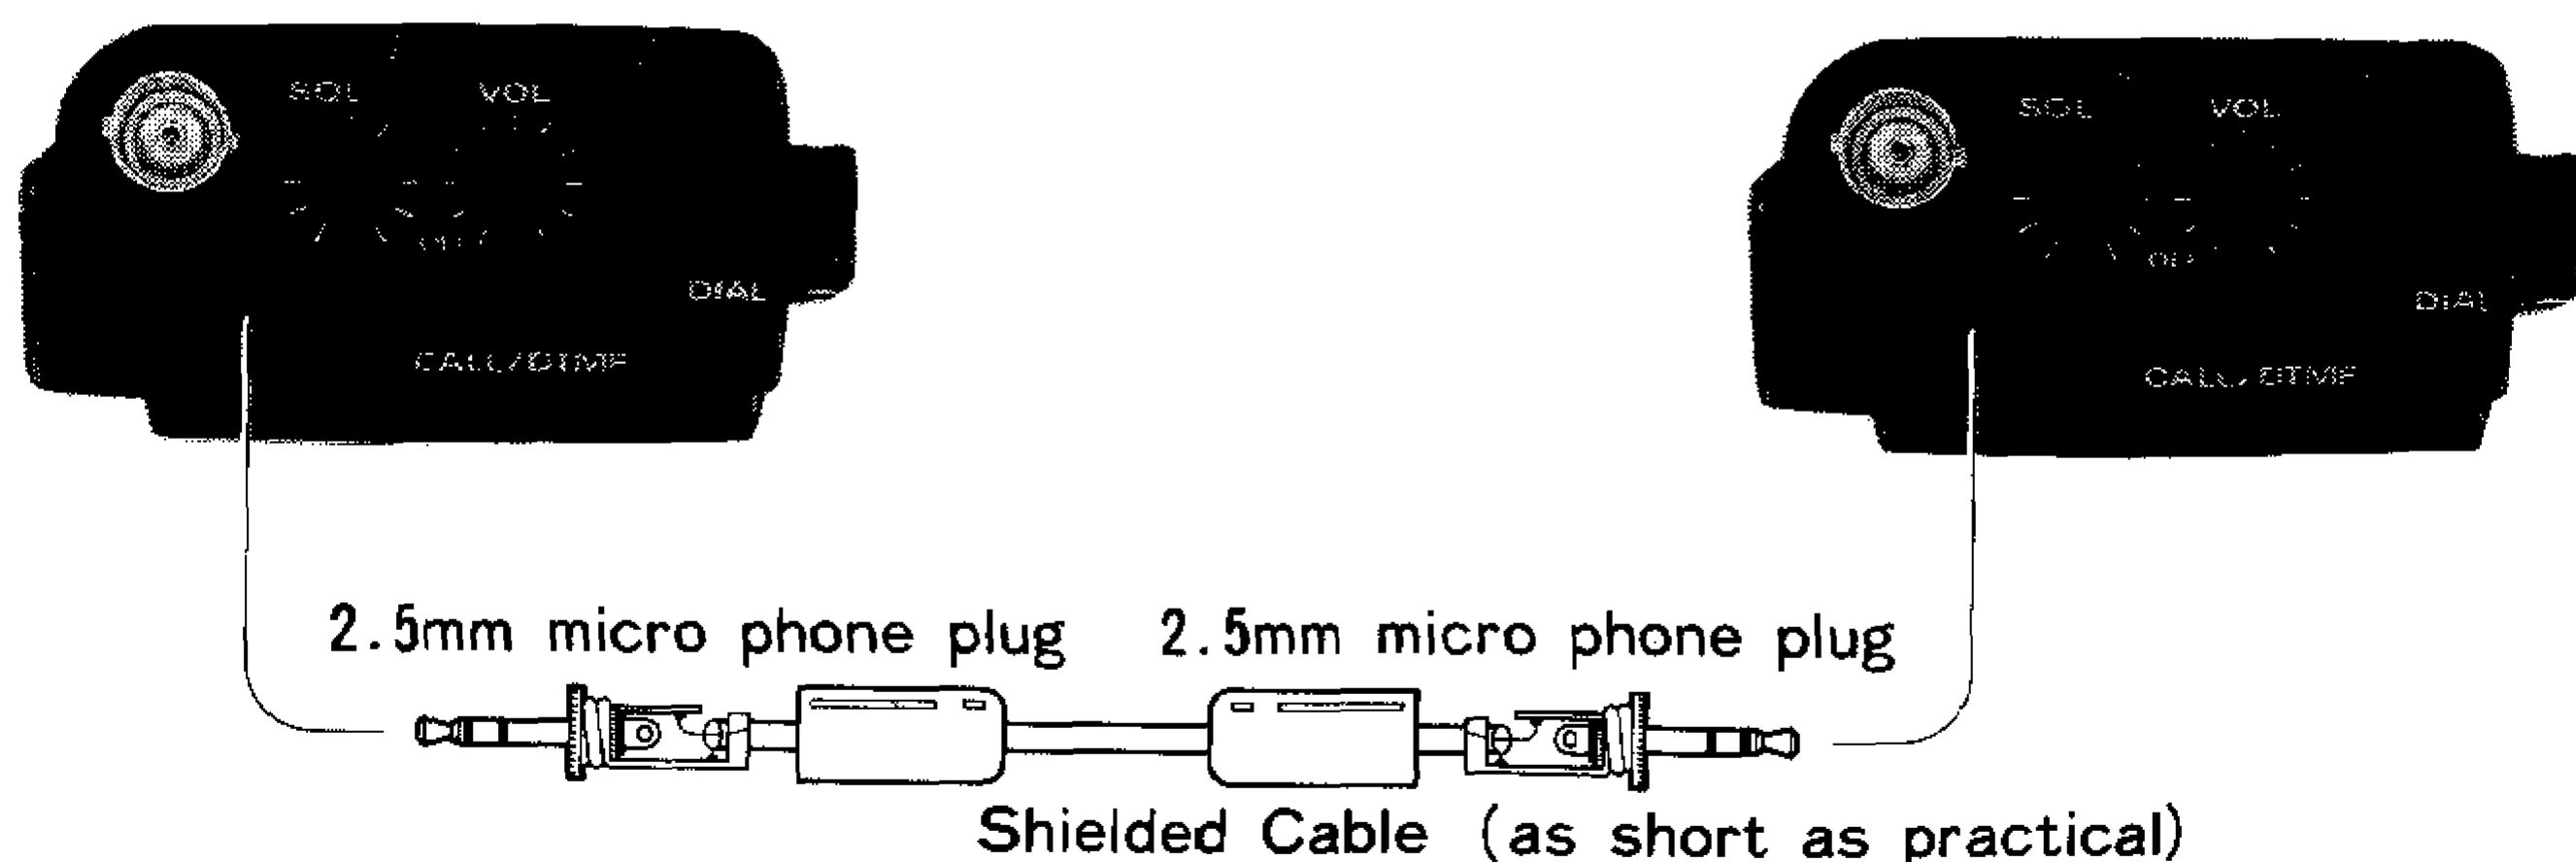 SQL VOL
SQL VOL
DIAL
DIAL
CALL/DTMF
CALL/DTMF
2.5mm micro phone plug
2.5mm micro phone plug
Shielded Cable (as short as practical)